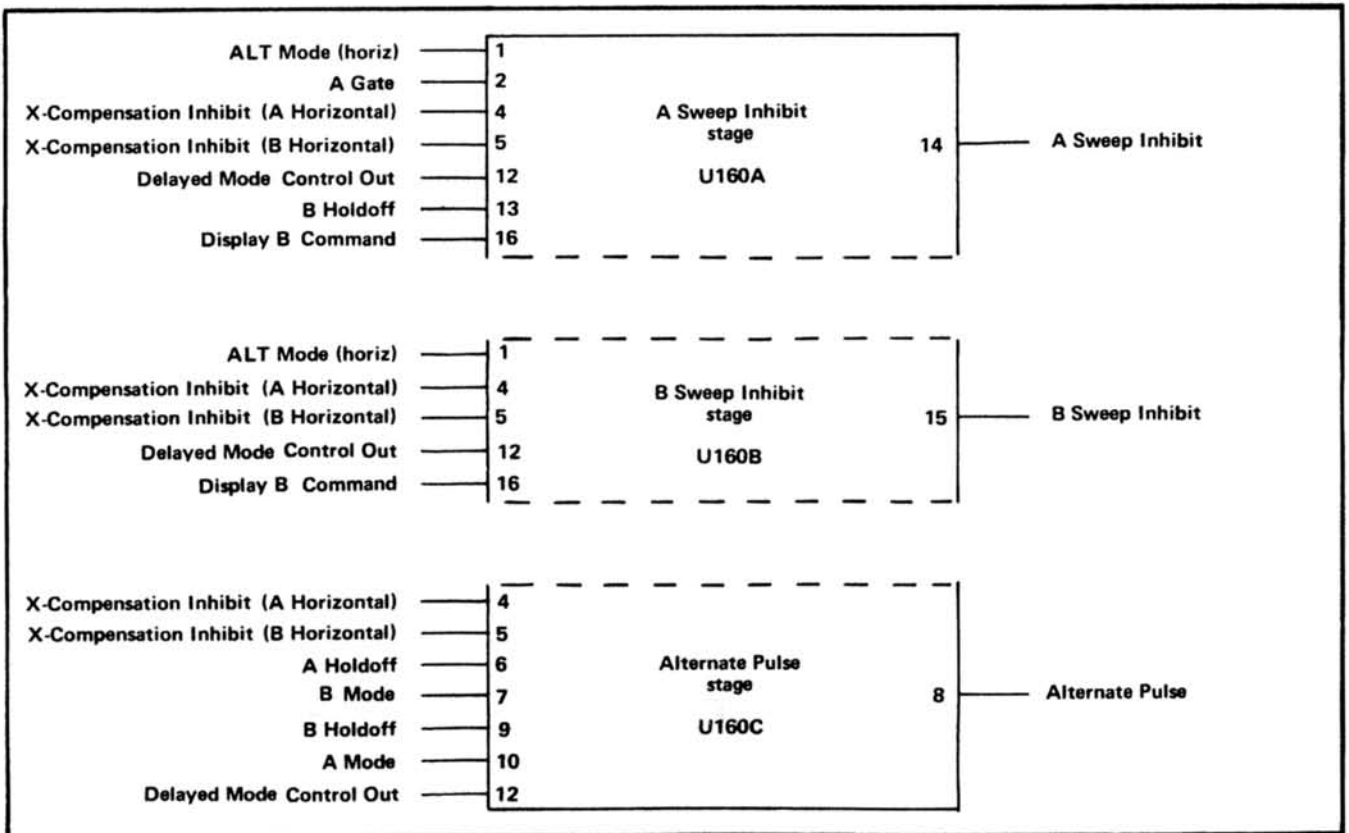 ALT Mode (horiz) 1
A Gate 2
X-Compensation Inhibit (A Horizontal) 4
A Sweep Inhibit
stage
X-Compensation Inhibit (B Horizontal) 5
14 A Sweep Inhibit
Delayed Mode Control Out 12
U160A
B Holdoff 13
Display B Command 16
ALT Mode (horiz) 1
X-Compensation Inhibit (A Horizontal) 4
B Sweep Inhibit
stage
X-Compensation Inhibit (B Horizontal) 5
15 B Sweep Inhibit
Delayed Mode Control Out 12
U160B
Display B Command 16
X-Compensation Inhibit (A Horizontal) 4
X-Compensation Inhibit (B Horizontal) 5
A Holdoff 6
Alternate Pulse
stage
B Mode 7
8 Alternate Pulse
B Holdoff 9
U160C
A Mode 10
Delayed Mode Control Out 12